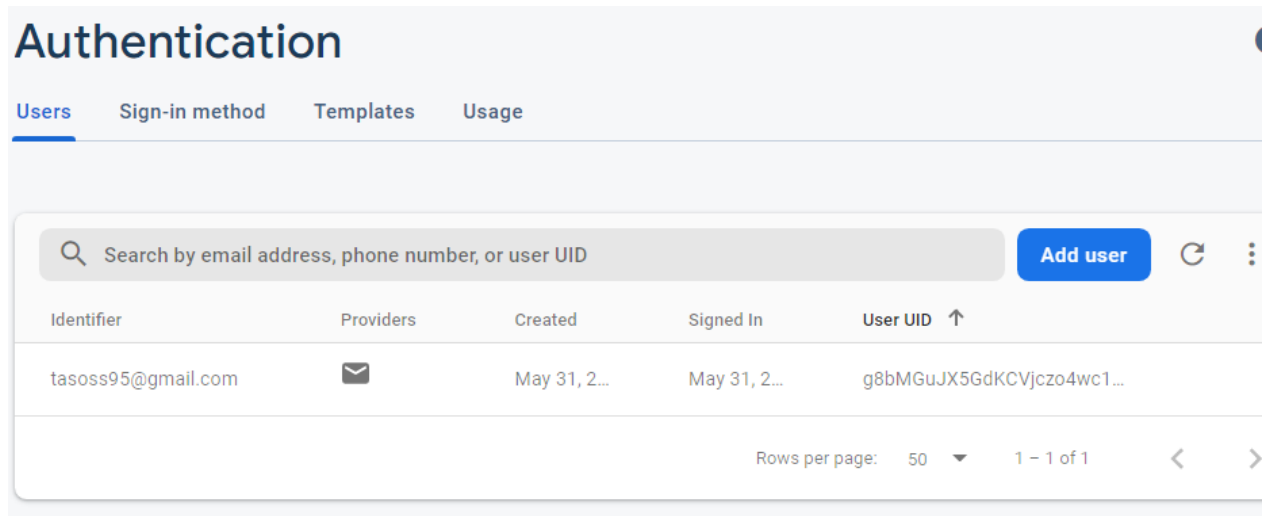 Authentication
Users Sign-in method Templates Usage
Search by email address, phone number, or user UID Add user
Identifier Providers Created Signed In User UID
tasoss95@gmail.com May 31, 2... May 31, 2... g8bMGuJX5GdKCVjczo4wc1...
Rows per page: 50 1 – 1 of 1